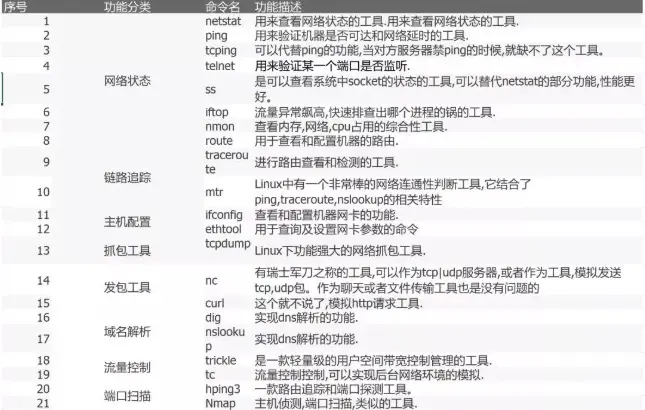 序号 功能分类 命令名 功能描述
1 netstat 用来查看网络状态的工具.用来查看网络状态的工具.
2 ping 用来验证机器是否可达和网络延时的工具.
3 tcping 可以代替ping的功能,当对方服务器禁ping的时候,就缺不了这个工具。
4 telnet 用来验证某一个端口是否监听.
网络状态
5 ss 是可以查看系统中socket的状态的工具,可以替代netstat的部分功能,性能更
好。
6 iftop 流量异常飙高,快速排查出哪个进程的锅的工具.
7 nmon 查看内存,网络,cpu占用的综合性工具.
8 route 用于查看和配置机器的路由.
9 tracerou
te 进行路由查看和检测的工具.
链路追踪
10 mtr Linux中有一个非常棒的网络连通性判断工具,它结合了
ping,traceroute,nslookup的相关特性
11 ifconfig 查看和配置机器网卡的功能.
主机配置
12 ethtool 用于查询及设置网卡参数的命令
13 抓包工具 tcpdump Linux下功能强大的网络抓包工具.
14 发包工具 nc 有瑞士军刀之称的工具,可以作为tcp|udp服务器,或者作为工具,模拟发送
tcp,udp包。作为聊天或者文件传输工具也是没有问题的
15 curl 这个就不说了,模拟http请求工具.
16 dig 实现dns解析的功能.
域名解析
17 nslooku
p 实现dns解析的功能.
18 trickle 是一款轻量级的用户空间带宽控制管理的工具.
流量控制
19 tc 流量控制控制,可以实现后台网络环境的模拟.
20 hping3 一款路由追踪和端口探测工具。
端口扫描
21 Nmap 主机侦测,端口扫描,类似的工具.